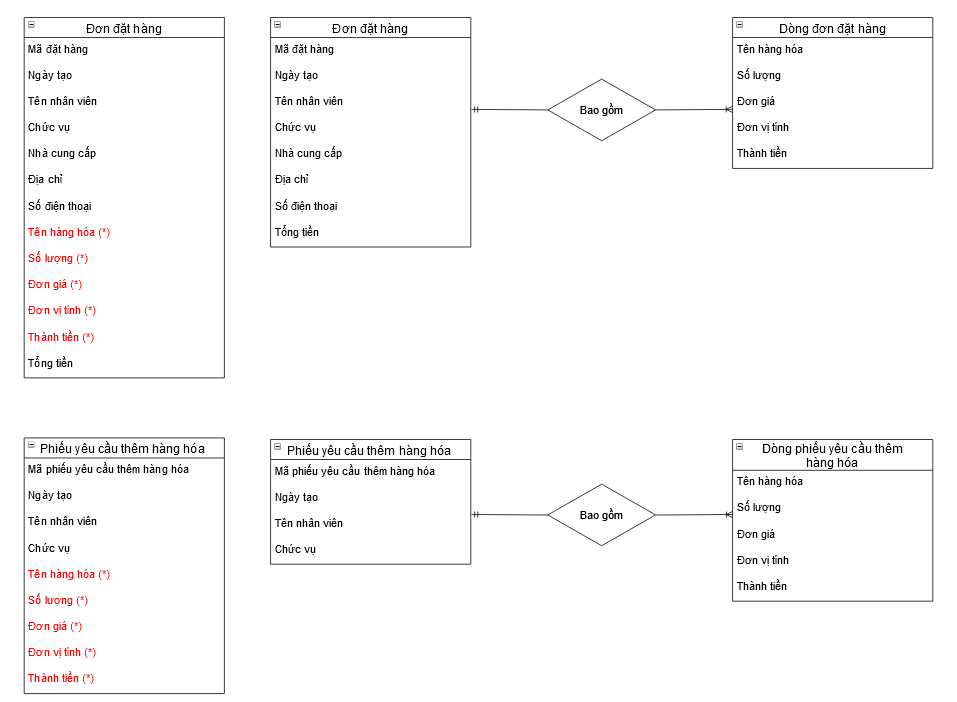 Đơn đặt hàng
Mã đặt hàng
Ngày tạo
Tên nhân viên
Chức vụ
Nhà cung cấp
Địa chỉ
Số điện thoại
Tên hàng hóa (*)
Số lượng (*)
Đơn giá (*)
Đơn vị tính (*)
Thành tiền (*)
Tổng tiền
Đơn đặt hàng
Mã đặt hàng
Ngày tạo
Tên nhân viên
Chức vụ
Nhà cung cấp
Địa chỉ
Số điện thoại
Tổng tiền
Bao gồm
Dòng đơn đặt hàng
Tên hàng hóa
Số lượng
Đơn giá
Đơn vị tính
Thành tiền
Phiếu yêu cầu thêm hàng hóa
Mã phiếu yêu cầu thêm hàng hóa
Ngày tạo
Tên nhân viên
Chức vụ
Tên hàng hóa (*)
Số lượng (*)
Đơn giá (*)
Đơn vị tính (*)
Thành tiền (*)
Phiếu yêu cầu thêm hàng hóa
Mã phiếu yêu cầu thêm hàng hóa
Ngày tạo
Tên nhân viên
Chức vụ
Bao gồm
Dòng phiếu yêu cầu thêm
hàng hóa
Tên hàng hóa
Số lượng
Đơn giá
Đơn vị tính
Thành tiền